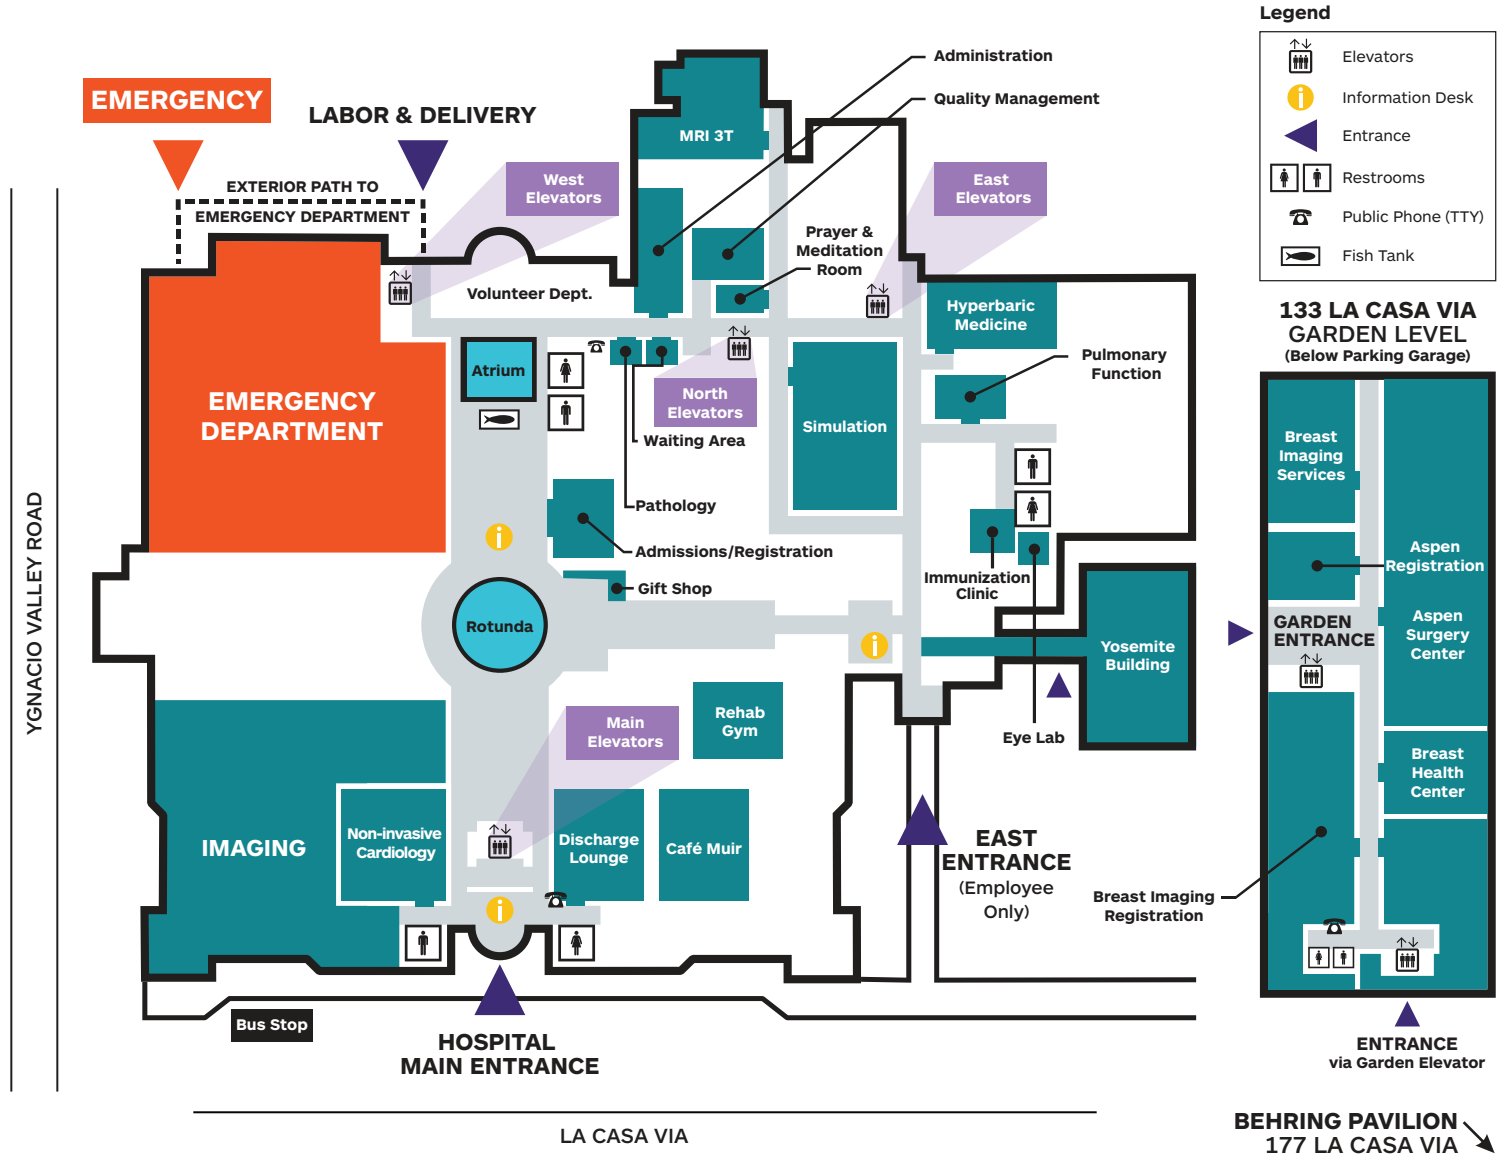 Legend
Elevators
Information Desk
Entrance
Restrooms
Public Phone (TTY)
Fish Tank
EMERGENCY
LABOR & DELIVERY
EXTERIOR PATH TO
EMERGENCY DEPARTMENT
West
Elevators
Volunteer Dept.
MRI 3T
Administration
Quality Management
Prayer &
Meditation
Room
East
Elevators
Hyperbaric
Medicine
Pulmonary
Function
EMERGENCY
DEPARTMENT
Atrium
North
Elevators
Waiting Area
Simulation
Pathology
Admissions/Registration
Gift Shop
Immunization
Clinic
Rotunda
Yosemite
Building
Eye Lab
Main
Elevators
Rehab
Gym
IMAGING
Non-invasive
Cardiology
Discharge
Lounge
Café Muir
EAST
ENTRANCE
(Employee
Only)
Bus Stop
HOSPITAL
MAIN ENTRANCE
YGNACIO VALLEY ROAD
LA CASA VIA
133 LA CASA VIA
GARDEN LEVEL
(Below Parking Garage)
Breast
Imaging
Services
Aspen
Registration
GARDEN
ENTRANCE
Aspen
Surgery
Center
Breast
Health
Center
Breast Imaging
Registration
ENTRANCE
via Garden Elevator
BEHRING PAVILION
177 LA CASA VIA